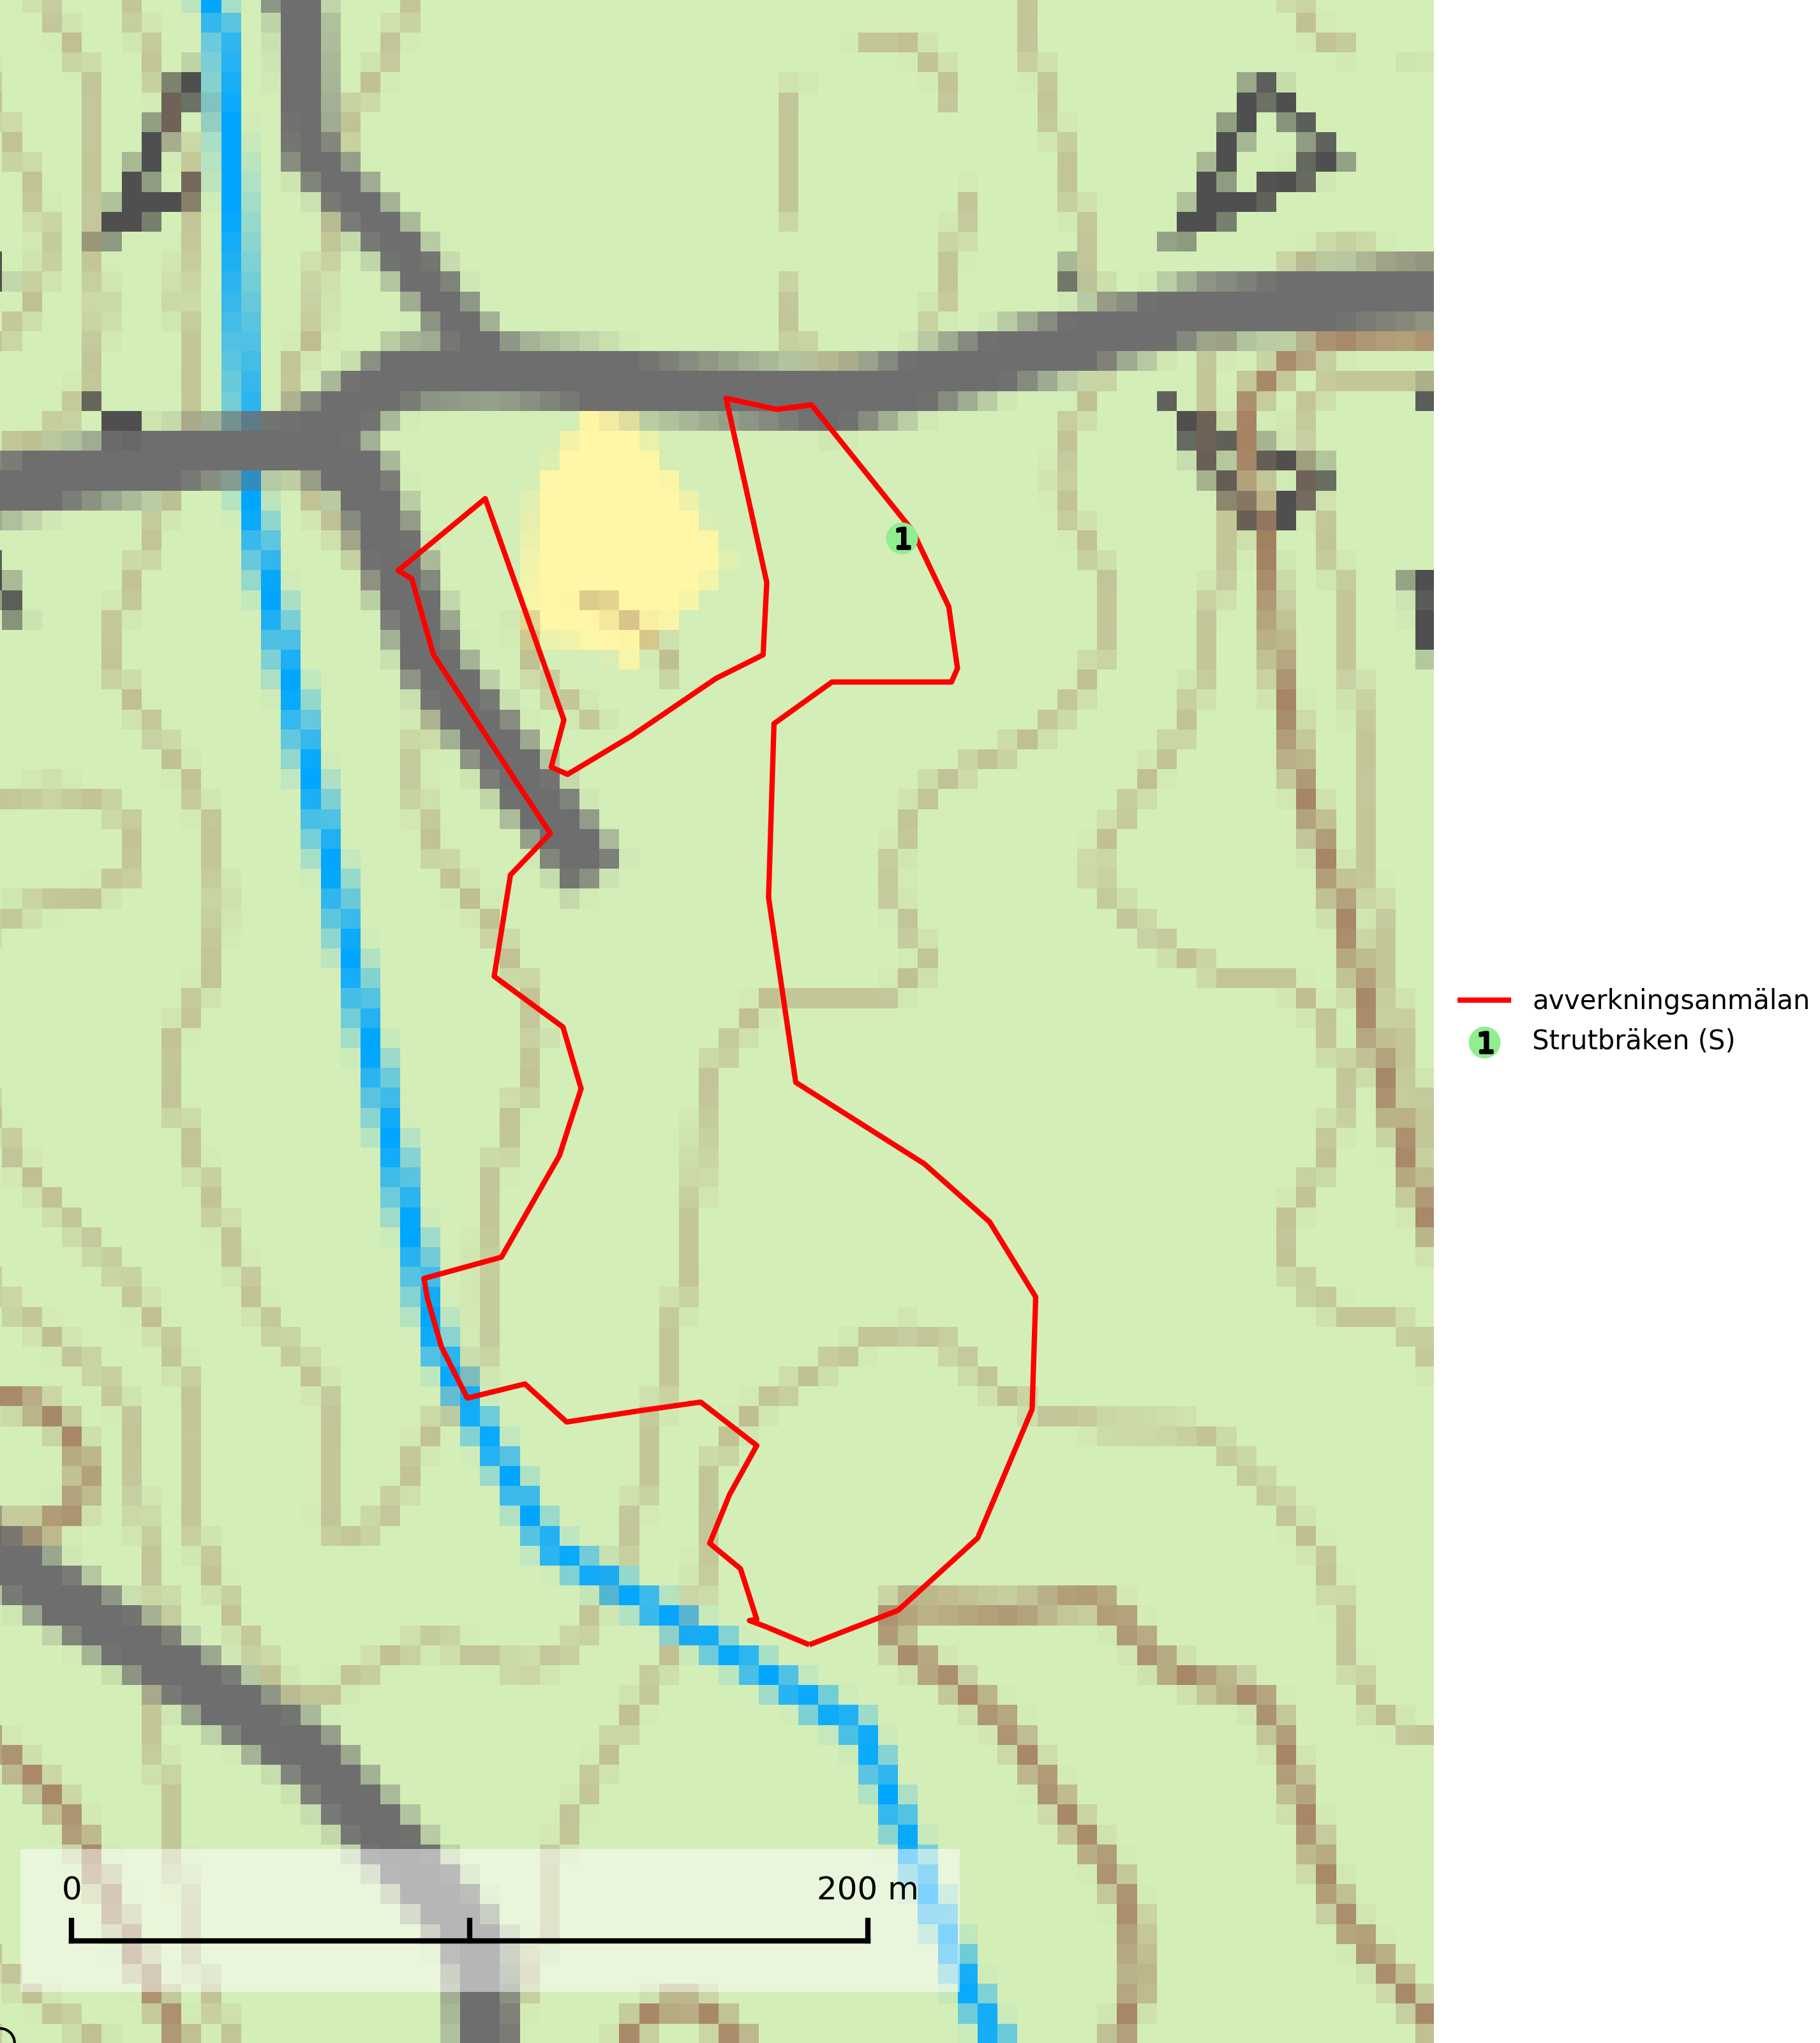 1
avverkningsanmälan
1 Strutbräken (S)
0 200 m